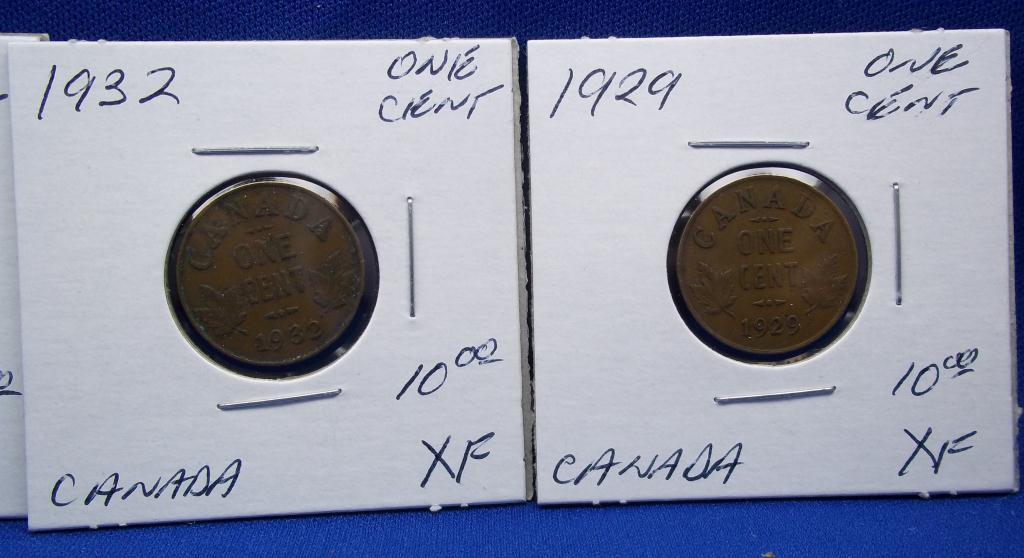 1932
ONE
CENT
CANADA
ONE
CENT
1932
10.00
XF
CANADA
1929
ONE
CENT
CANADA
ONE
CENT
1929
10.00
XF
CANADA